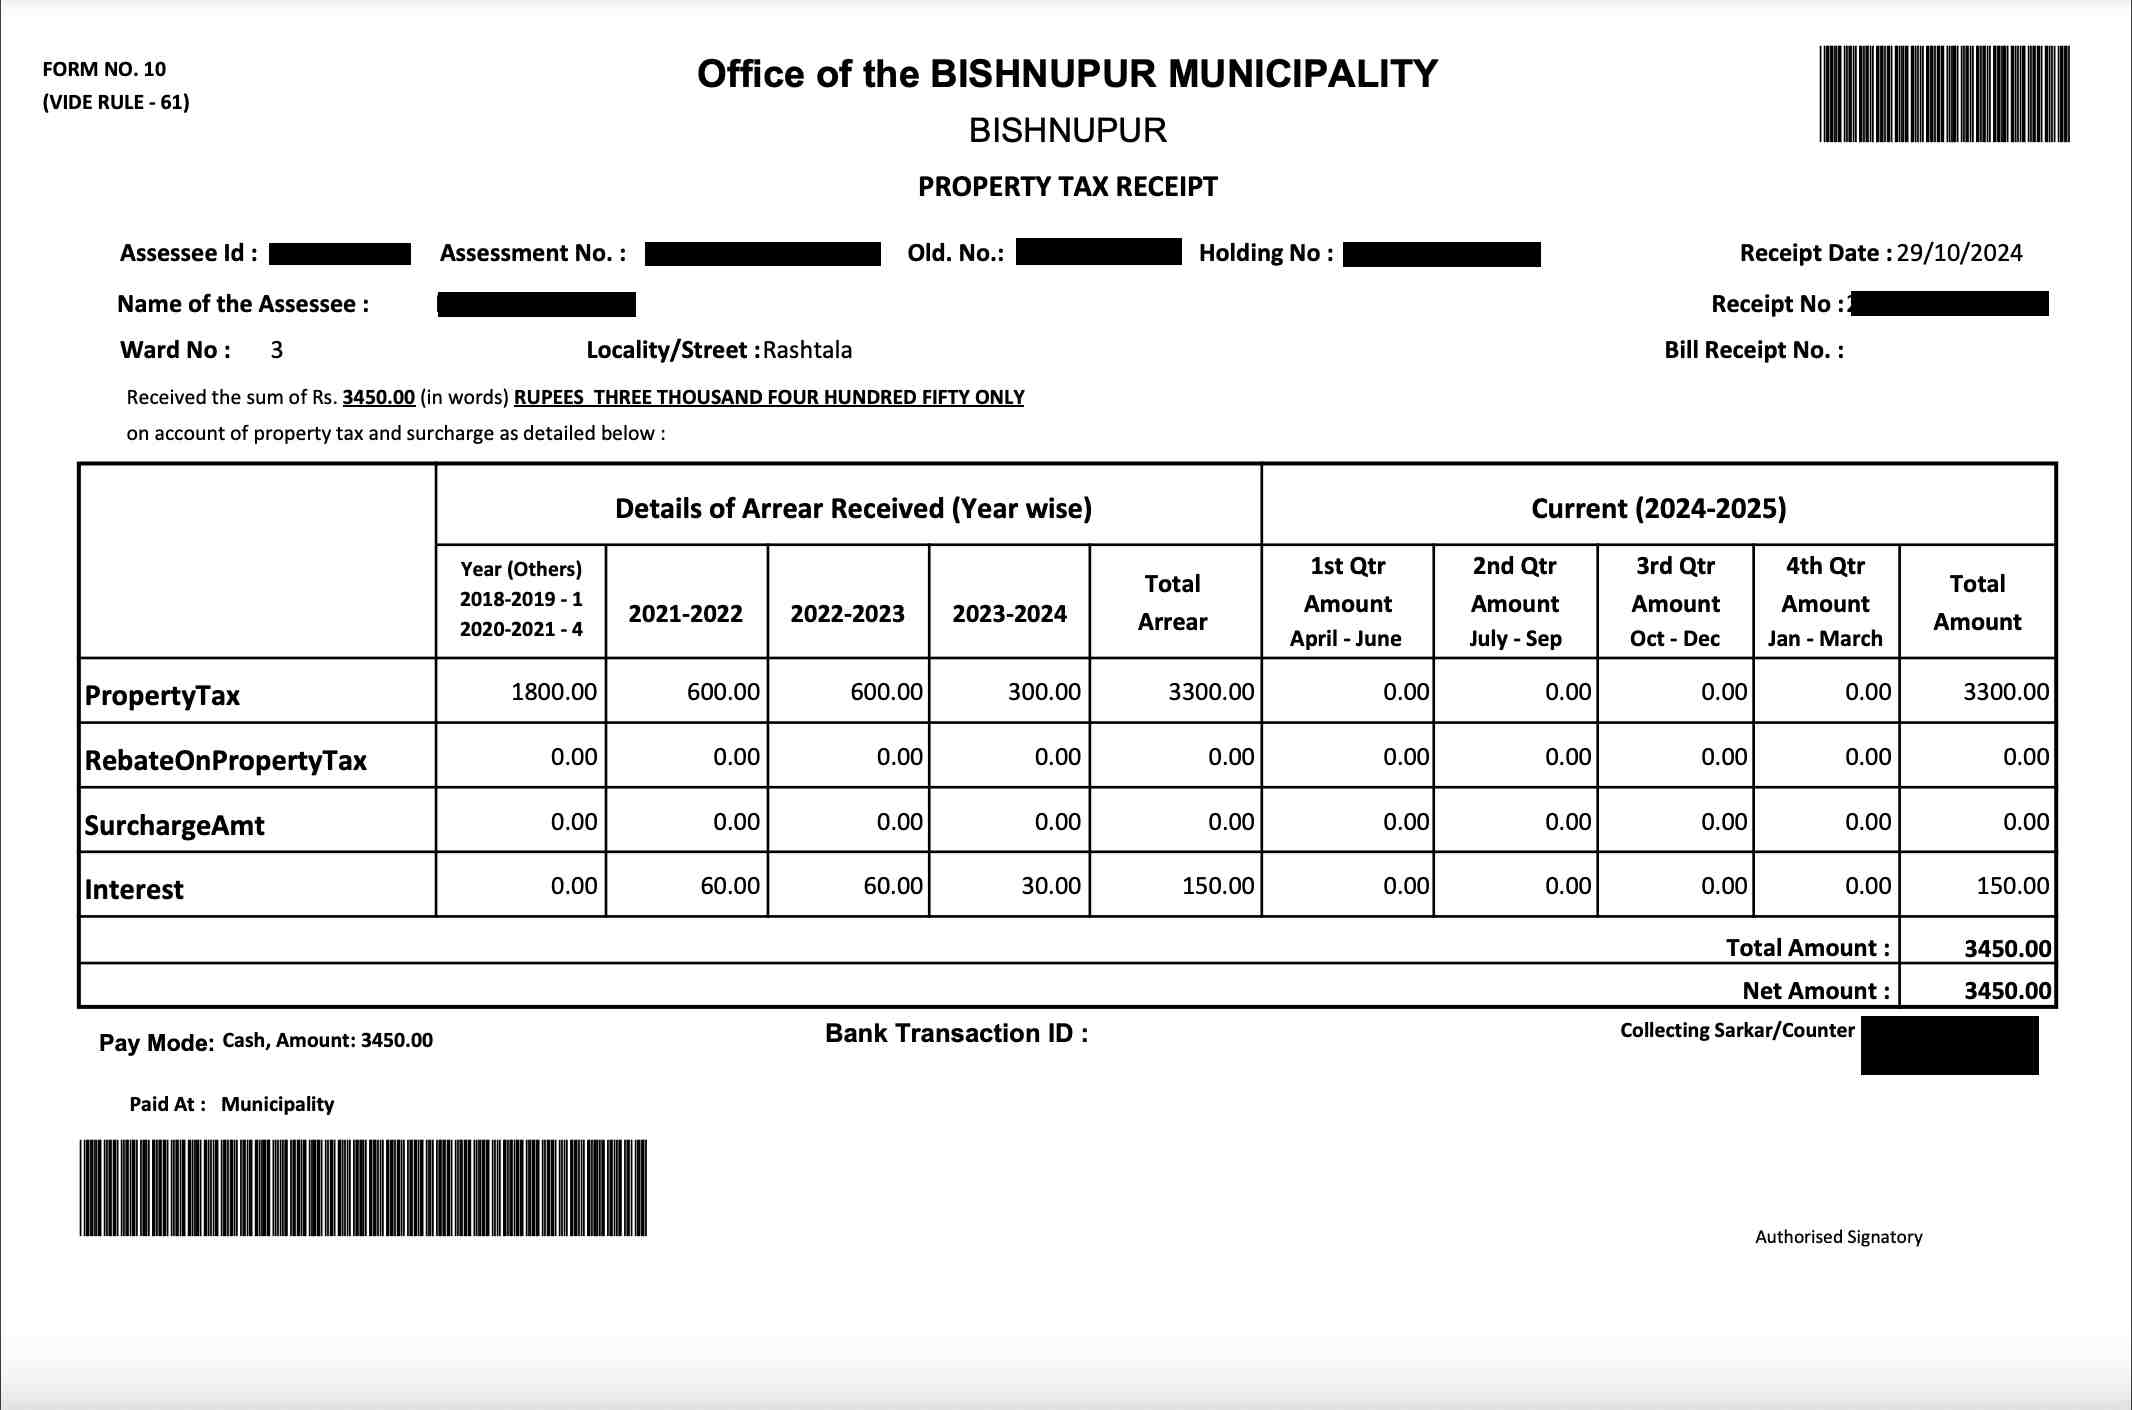 FORM NO. 10
(VIDE RULE - 61)
Office of the BISHNUPUR MUNICIPALITY
BISHNUPUR
PROPERTY TAX RECEIPT
Assessee Id : Assessment No. : Old. No.: Holding No : Receipt Date : 29/10/2024
Name of the Assessee : Receipt No :
Ward No : 3 Locality/Street : Rashtala Bill Receipt No. :
Received the sum of Rs. 3450.00 (in words) RUPEES THREE THOUSAND FOUR HUNDRED FIFTY ONLY
on account of property tax and surcharge as detailed below :
Details of Arrear Received (Year wise) Current (2024-2025)
Year (Others) 2018-2019 - 1 2020-2021 - 4 2021-2022 2022-2023 2023-2024 Total Arrear 1st Qtr Amount April - June 2nd Qtr Amount July - Sep 3rd Qtr Amount Oct - Dec 4th Qtr Amount Jan - March Total Amount
PropertyTax 1800.00 600.00 600.00 300.00 3300.00 0.00 0.00 0.00 0.00 3300.00
RebateOnPropertyTax 0.00 0.00 0.00 0.00 0.00 0.00 0.00 0.00 0.00 0.00
SurchargeAmt 0.00 0.00 0.00 0.00 0.00 0.00 0.00 0.00 0.00 0.00
Interest 0.00 60.00 60.00 30.00 150.00 0.00 0.00 0.00 0.00 150.00
Total Amount : 3450.00
Net Amount : 3450.00
Pay Mode: Cash, Amount: 3450.00 Bank Transaction ID : Collecting Sarkar/Counter
Paid At : Municipality
Authorised Signatory